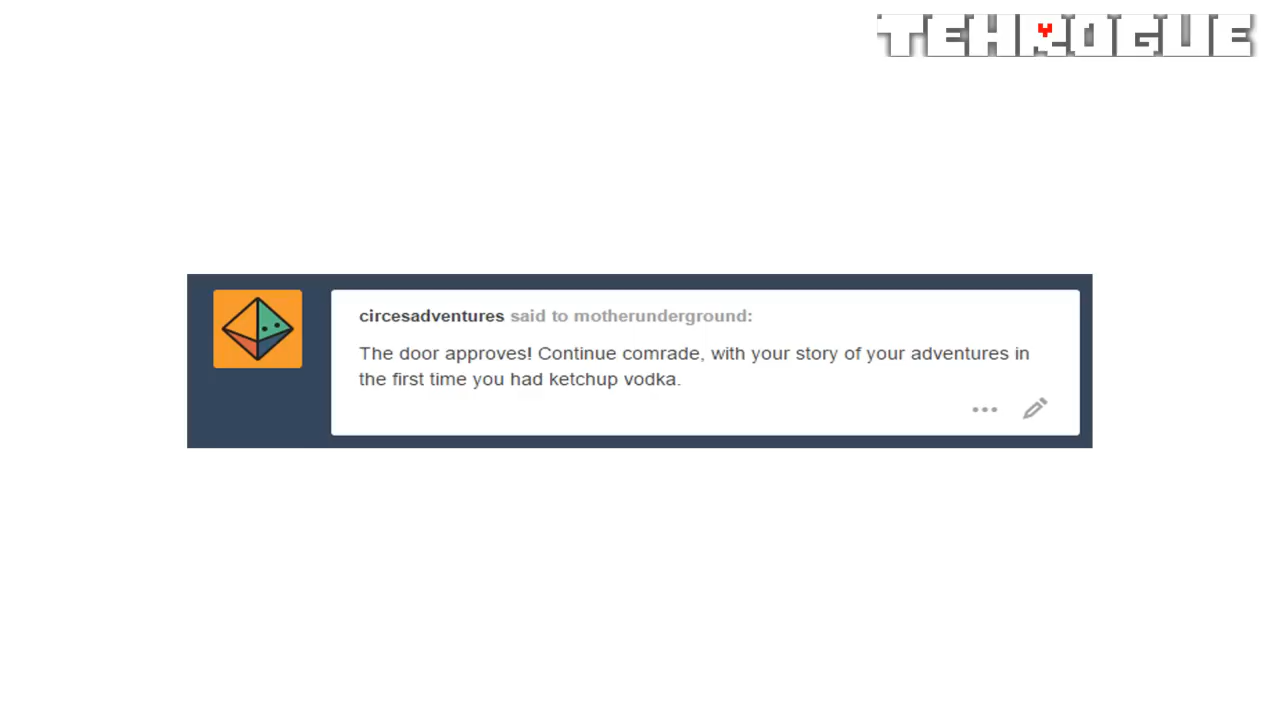 TEHROGUE
circesadventures said to motherunderground:
The door approves! Continue comrade, with your story of your adventures in
the first time you had ketchup vodka.